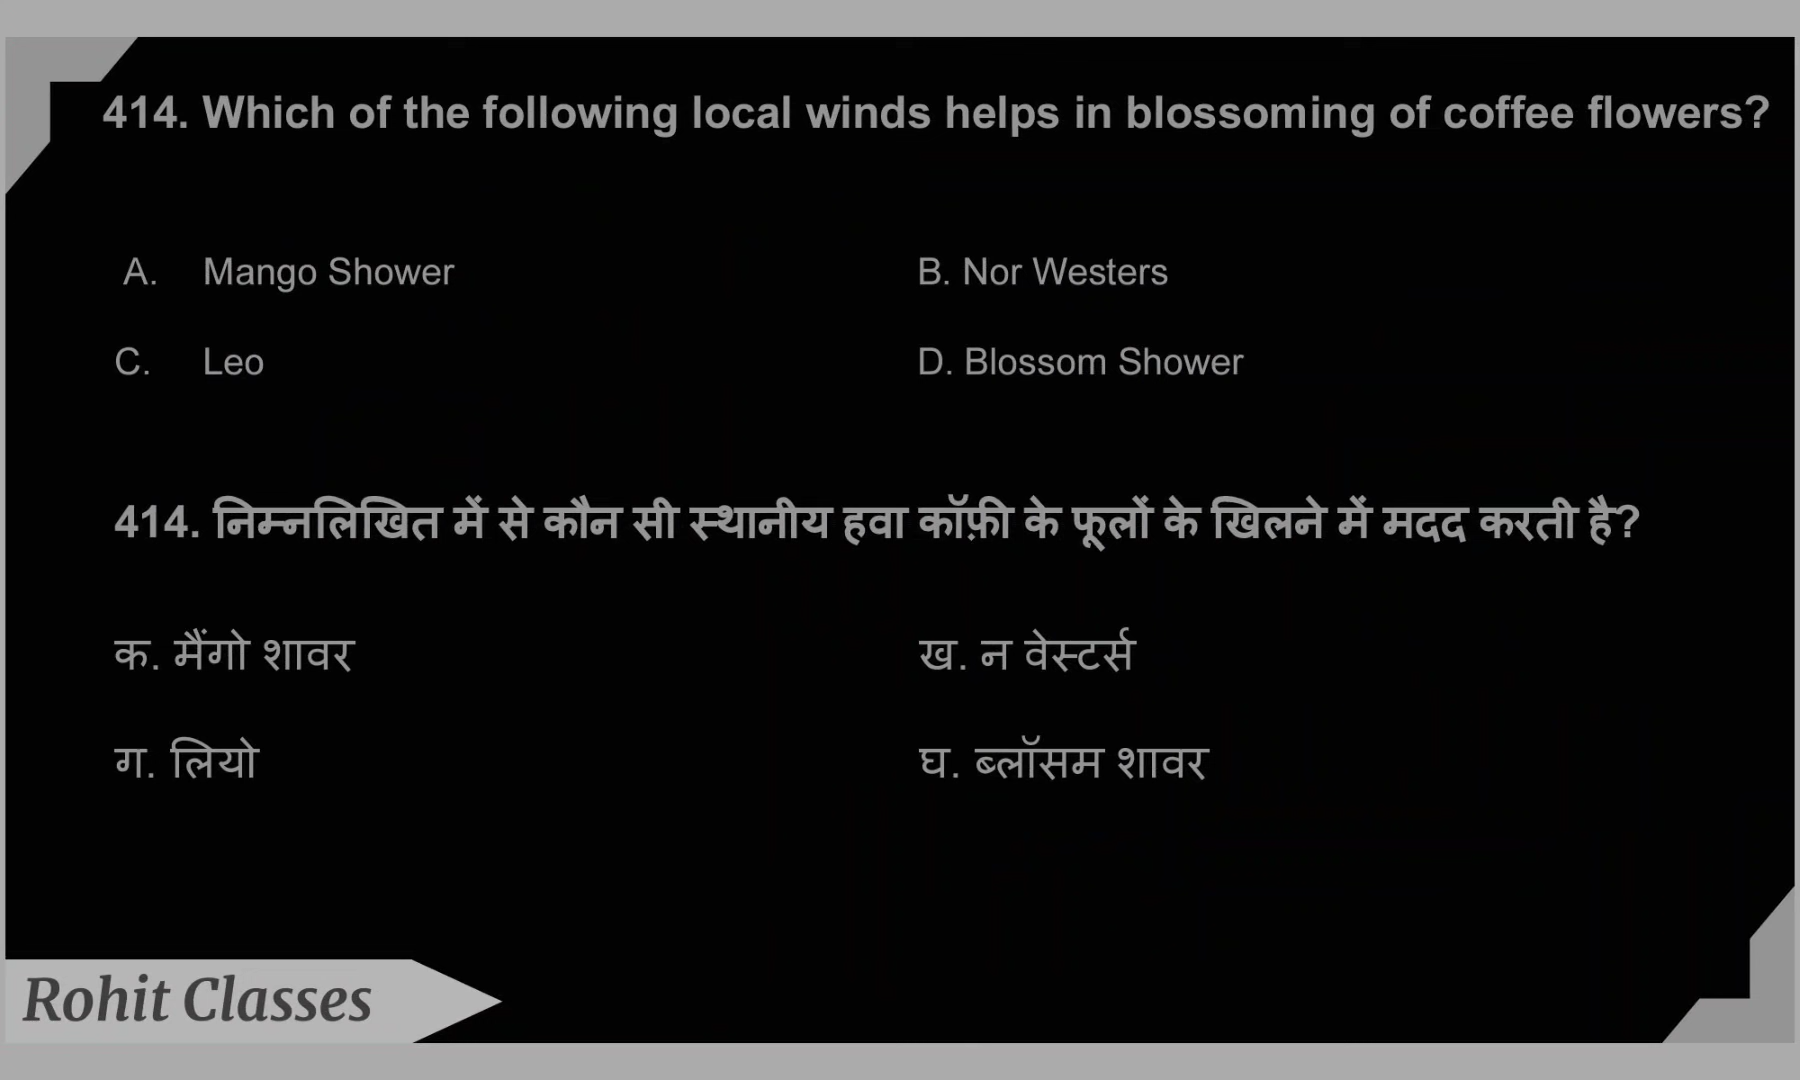 414. Which of the following local winds helps in blossoming of coffee flowers?
A. Mango Shower B. Nor Westers
C. Leo D. Blossom Shower
414. निम्नलिखित में से कौन सी स्थानीय हवा कॉफ़ी के फूलों के खिलने में मदद करती है?
क. मैंगो शावर ख. न वेस्टर्स
ग. लियो घ. ब्लॉसम शावर
Rohit Classes